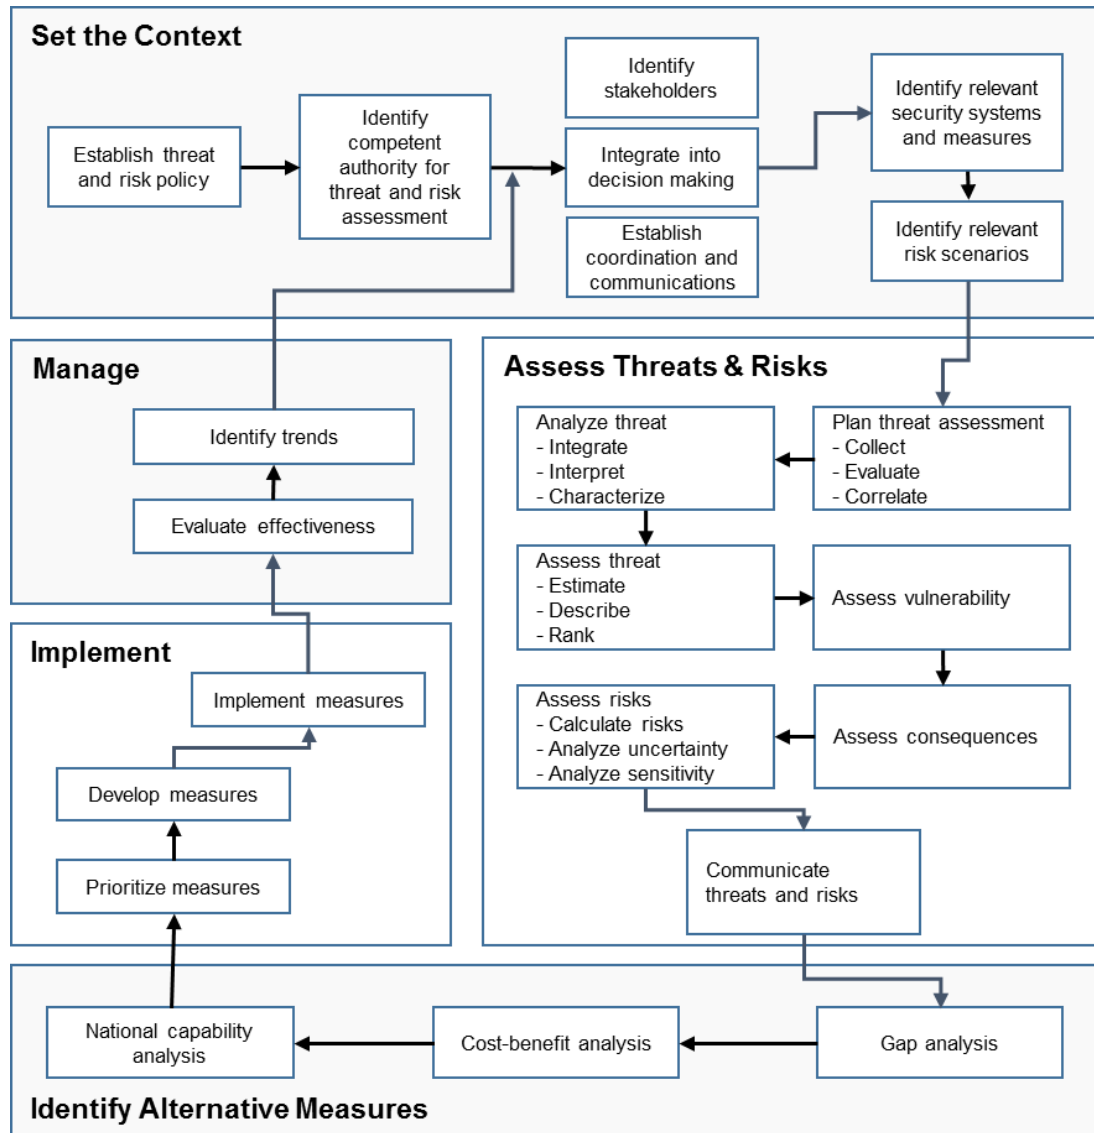 Set the Context
Establish threat
and risk policy
Identify
competent
authority for
threat and risk
assessment
Identify
stakeholders
Integrate into
decision making
Establish
coordination and
communications
Identify relevant
security systems
and measures
Identify relevant
risk scenarios
Manage
Identify trends
Evaluate effectiveness
Implement
Implement measures
Develop measures
Prioritize measures
Assess Threats & Risks
Analyze threat
- Integrate
- Interpret
- Characterize
Plan threat assessment
- Collect
- Evaluate
- Correlate
Assess threat
- Estimate
- Describe
- Rank
Assess vulnerability
Assess risks
- Calculate risks
- Analyze uncertainty
- Analyze sensitivity
Assess consequences
Communicate
threats and risks
National capability
analysis
Cost-benefit analysis
Gap analysis
Identify Alternative Measures